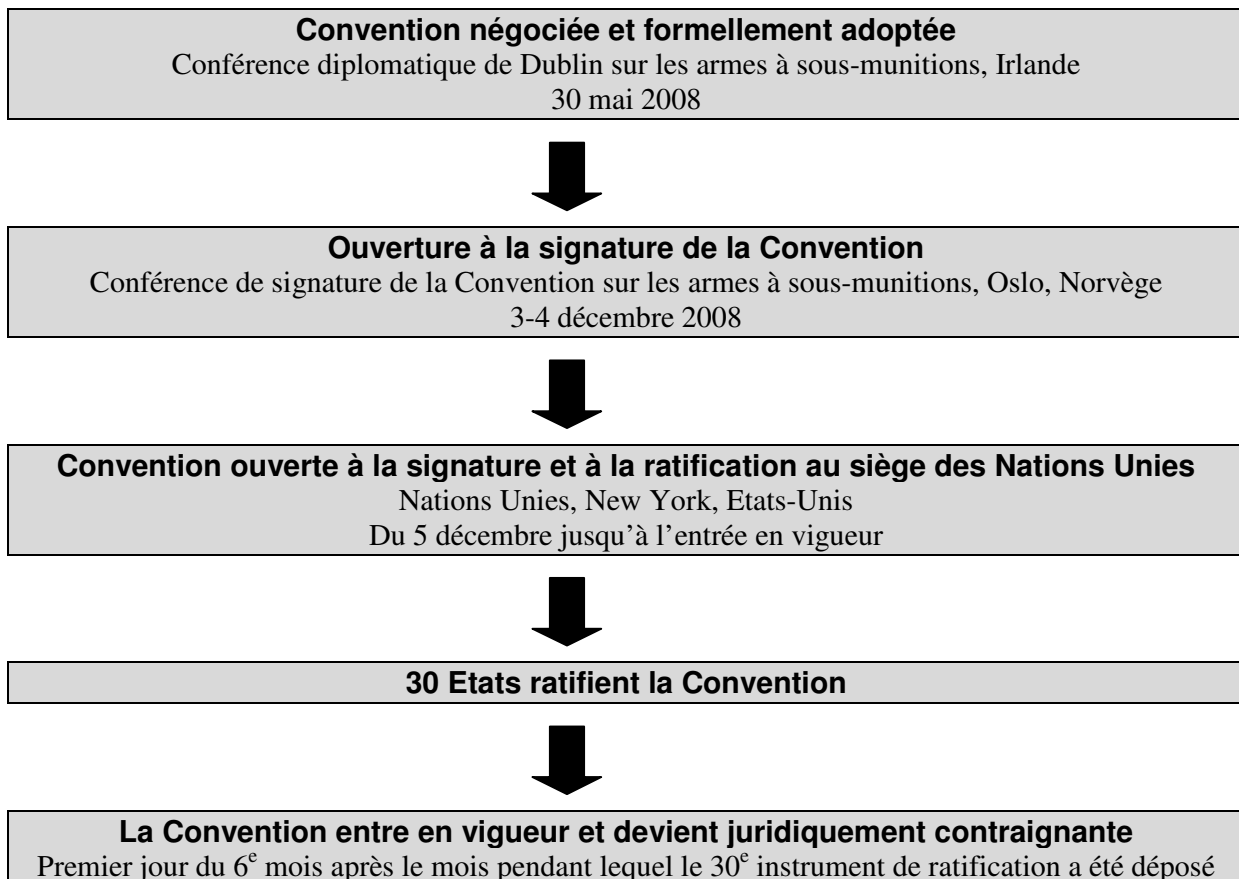 Convention négociée et formellement adoptée
Conférence diplomatique de Dublin sur les armes à sous-munitions, Irlande
30 mai 2008
Ouverture à la signature de la Convention
Conférence de signature de la Convention sur les armes à sous-munitions, Oslo, Norvège
3-4 décembre 2008
Convention ouverte à la signature et à la ratification au siège des Nations Unies
Nations Unies, New York, Etats-Unis
Du 5 décembre jusqu’à l’entrée en vigueur
30 Etats ratifient la Convention
La Convention entre en vigueur et devient juridiquement contraignante
Premier jour du 6e mois après le mois pendant lequel le 30e instrument de ratification a été déposé